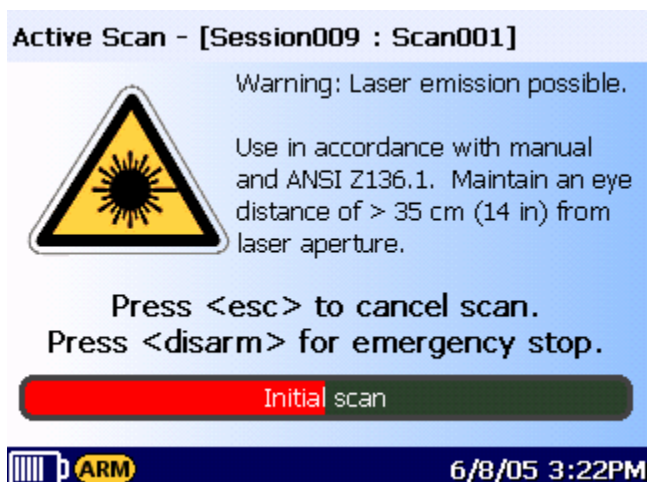 Active Scan - [Session009 : Scan001]
Warning: Laser emission possible.
Use in accordance with manual
and ANSI Z136.1. Maintain an eye
distance of > 35 cm (14 in) from
laser aperture.
Press <esc> to cancel scan.
Press <disarm> for emergency stop.
Initial scan
ARM
6/8/05 3:22PM